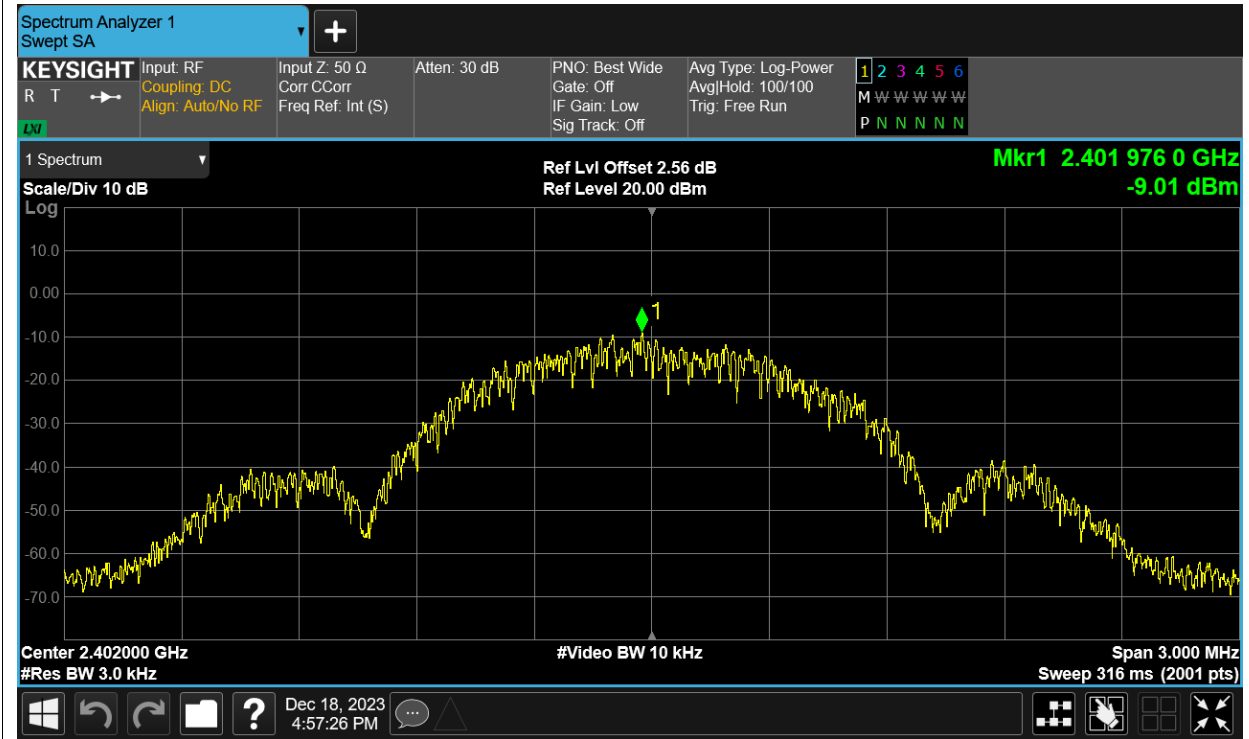 Spectrum Analyzer 1
Swept SA
KEYSIGHT
R T
LXI
Input: RF
Coupling: DC
Align: Auto/No RF
Input Z: 50 Ω
Corr CCorr
Freq Ref: Int (S)
Atten: 30 dB
PNO: Best Wide
Gate: Off
IF Gain: Low
Sig Track: Off
Avg Type: Log-Power
Avg|Hold: 100/100
Trig: Free Run
1 2 3 4 5 6
M W W W W W
P N N N N N
1 Spectrum
Scale/Div 10 dB
Log
Ref Lvl Offset 2.56 dB
Ref Level 20.00 dBm
Mkr1 2.401 976 0 GHz
-9.01 dBm
10.0
0.00
-10.0
-20.0
-30.0
-40.0
-50.0
-60.0
-70.0
1
Center 2.402000 GHz
#Res BW 3.0 kHz
#Video BW 10 kHz
Span 3.000 MHz
Sweep 316 ms (2001 pts)
?
Dec 18, 2023
4:57:26 PM